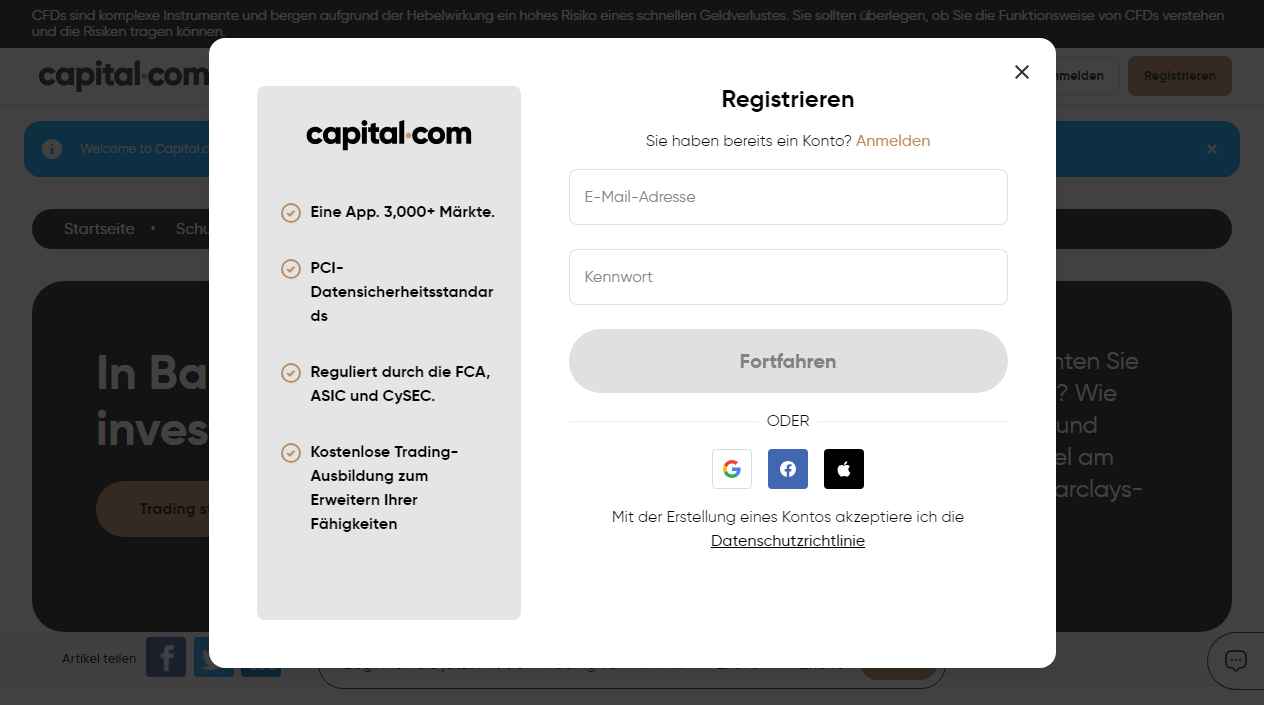 CFDs sind komplexe Instrumente und bergen aufgrund der Hebelwirkung ein hohes Risiko eines schnellen Geldverlustes. Sie sollten überlegen, ob Sie die Funktionsweise von CFDs verstehen
und die Risiken tragen können.
capital.com
Registrieren
Welcome to Capital.c
Startseite • Schu
In Ba
inves
Trading st
nten Sie
? Wie
und
el am
arclays-
Artikel teilen
capital.com
Eine App. 3,000+ Märkte.
PCI-
Datensicherheitsstandar
ds
Reguliert durch die FCA,
ASIC und CySEC.
Kostenlose Trading-
Ausbildung zum
Erweitern Ihrer
Fähigkeiten
Registrieren
Sie haben bereits ein Konto? Anmelden
E-Mail-Adresse
Kennwort
Fortfahren
ODER
Mit der Erstellung eines Kontos akzeptiere ich die
Datenschutzrichtlinie